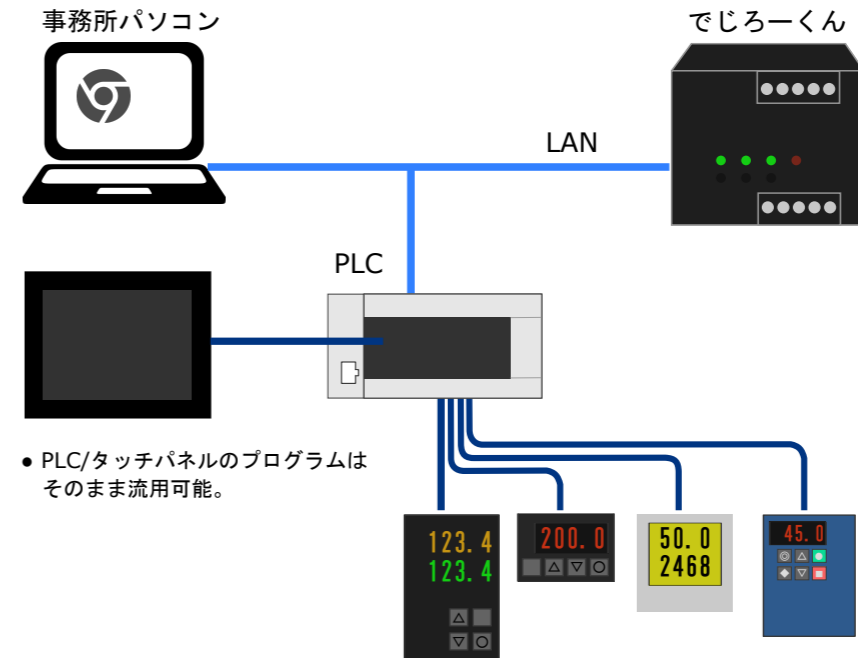 事務所パソコン
でじろーくん
LAN
PLC
● PLC/タッチパネルのプログラムは
そのまま流用可能。
123.4
123.4
200.0
50.0
2468
45.0